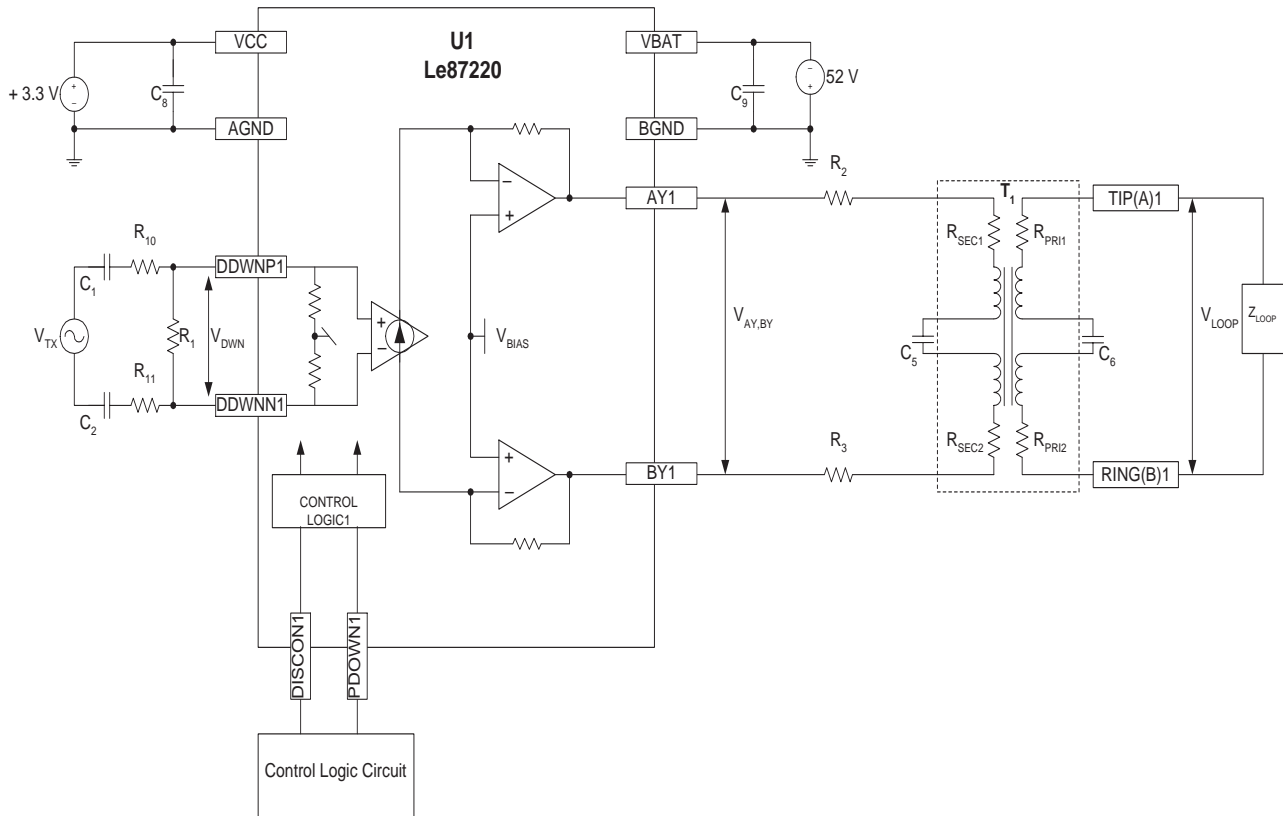 U1
Le87220
VCC
VBAT
+ 3.3 V
C8
C9
52 V
AGND
BGND
R2
AY1
T1
TIP(A)1
RSEC1
RPRI1
R10
C1
DDWNP1
VTX
R1
VDWN
VBIAS
VAY,BY
VLOOP
ZLOOP
C5
C6
R11
C2
DDWNN1
R3
RSEC2
RPRI2
BY1
RING(B)1
CONTROL
LOGIC1
DISCON1
PDOWN1
Control Logic Circuit